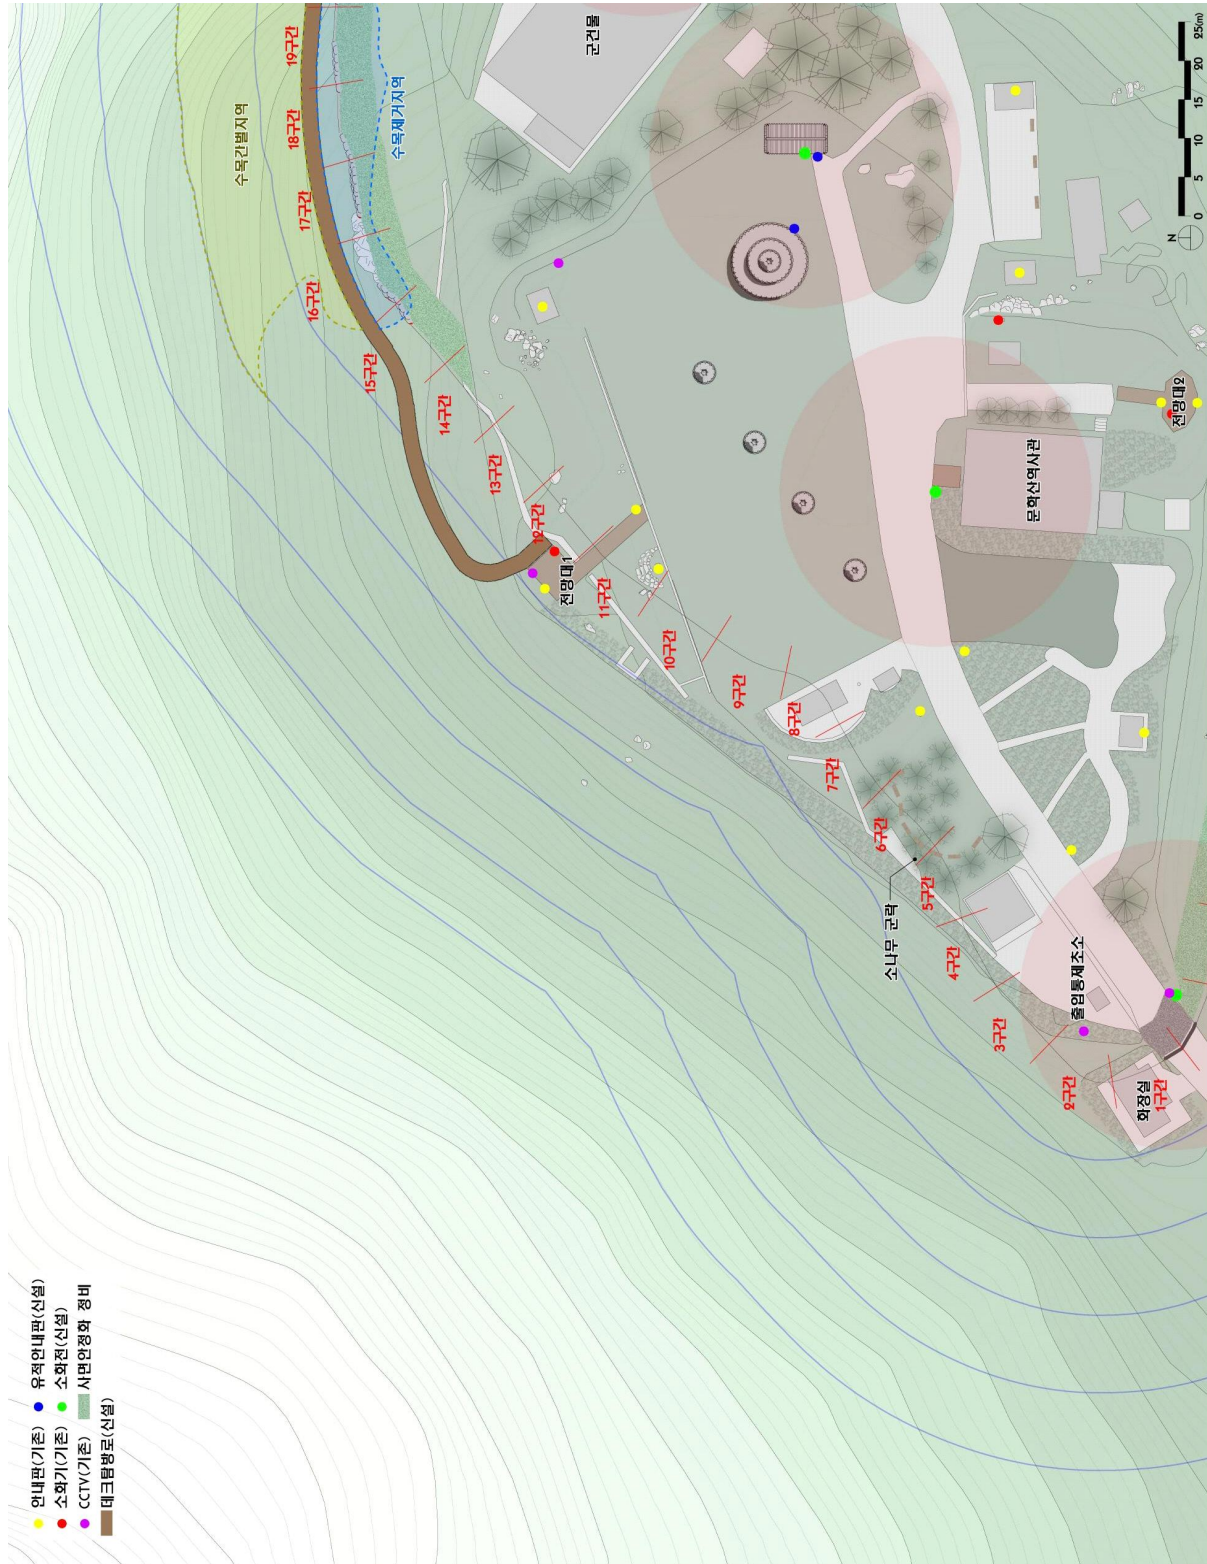 안내판(기존)
유적안내판(신설)
소화기(기존)
소화전(신설)
CCTV(기존)
사면안정화 정비
데크탐방로(신설)
수목간벌지역
수목제거지역
군건물
19구간
18구간
17구간
16구간
15구간
14구간
13구간
12구간
전망대1
11구간
10구간
9구간
8구간
7구간
6구간
5구간
소나무 군락
4구간
3구간
2구간
1구간
화장실
출입통제초소
문학산역사관
전망대2
N
0 5 10 15 20 25(m)